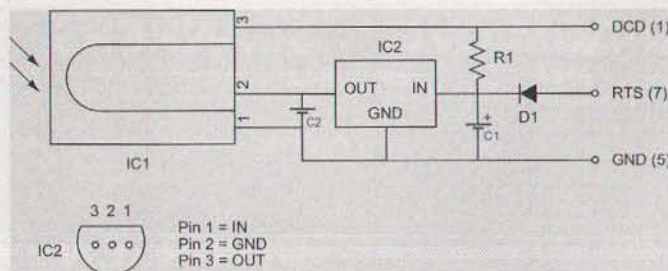 3
DCD (1)
IC2
R1
2
OUT
IN
RTS (7)
GND
D1
C2
+
C1
1
IC1
GND (5)
3 2 1
IC2
Pin 1 = IN
Pin 2 = GND
Pin 3 = OUT